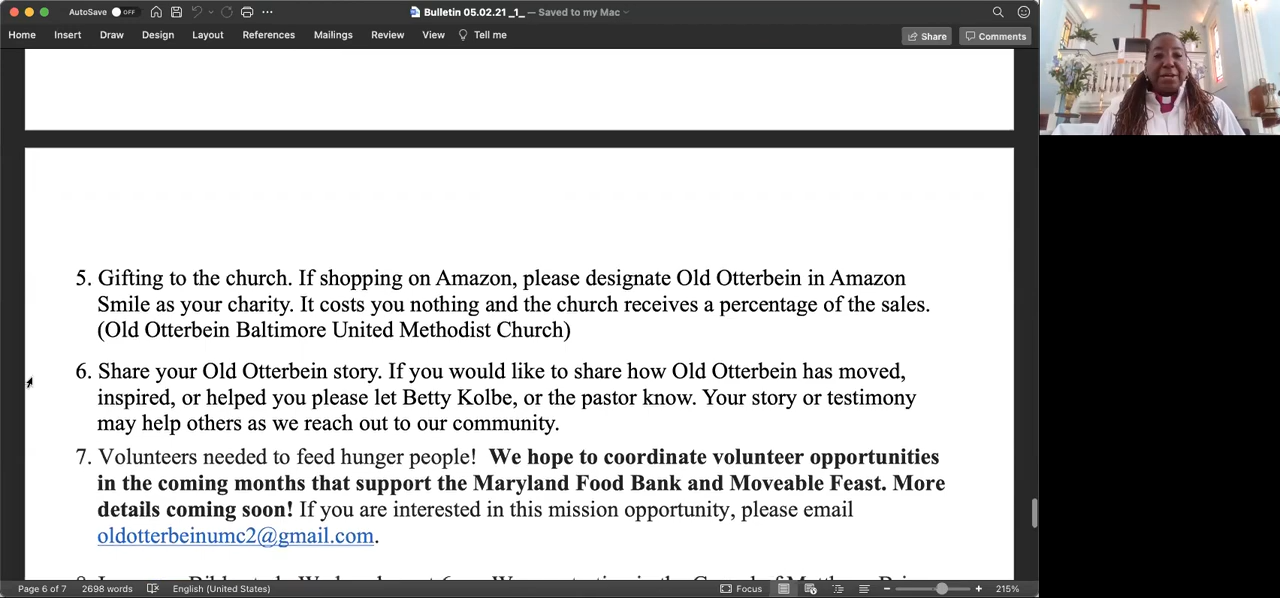 AutoSave OFF
Bulletin 05.02.21 _1_ — Saved to my Mac
Home Insert Draw Design Layout References Mailings Review View Tell me
Share Comments
5. Gifting to the church. If shopping on Amazon, please designate Old Otterbein in Amazon
Smile as your charity. It costs you nothing and the church receives a percentage of the sales.
(Old Otterbein Baltimore United Methodist Church)
6. Share your Old Otterbein story. If you would like to share how Old Otterbein has moved,
inspired, or helped you please let Betty Kolbe, or the pastor know. Your story or testimony
may help others as we reach out to our community.
7. Volunteers needed to feed hunger people! We hope to coordinate volunteer opportunities
in the coming months that support the Maryland Food Bank and Moveable Feast. More
details coming soon! If you are interested in this mission opportunity, please email
oldotterbeinumc2@gmail.com.
Page 6 of 7 2698 words English (United States) Focus 215%